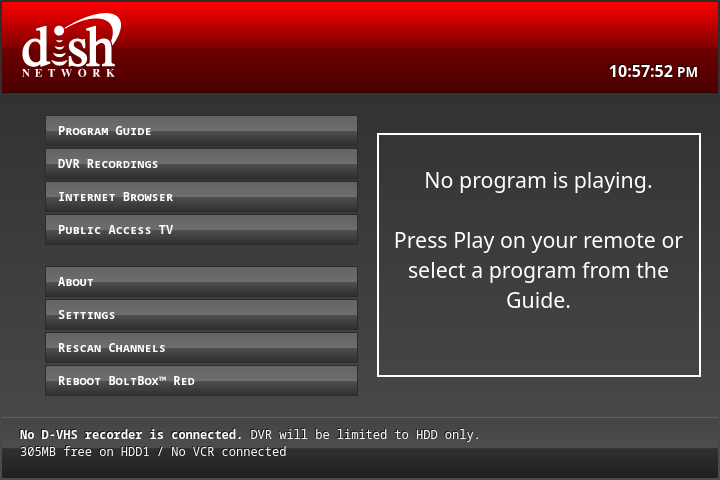 dish
NETWORK
10:57:52 PM
Program Guide
DVR Recordings
Internet Browser
Public Access TV
About
Settings
Rescan Channels
Reboot BoltBox™ Red
No program is playing.
Press Play on your remote or
select a program from the
Guide.
No D-VHS recorder is connected. DVR will be limited to HDD only.
305MB free on HDD1 / No VCR connected